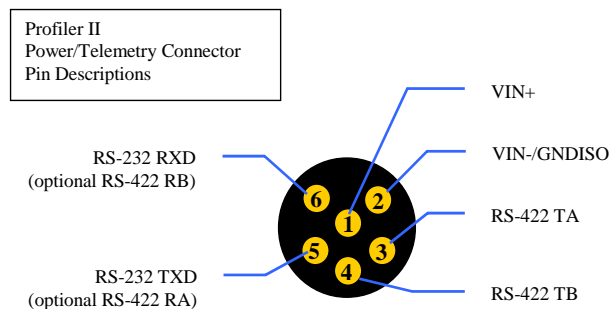 Profiler II
Power/Telemetry Connector
Pin Descriptions
VIN+
RS-232 RXD
(optional RS-422 RB)
VIN-/GNDISO
6
2
1
RS-422 TA
5
3
4
RS-232 TXD
(optional RS-422 RA)
RS-422 TB